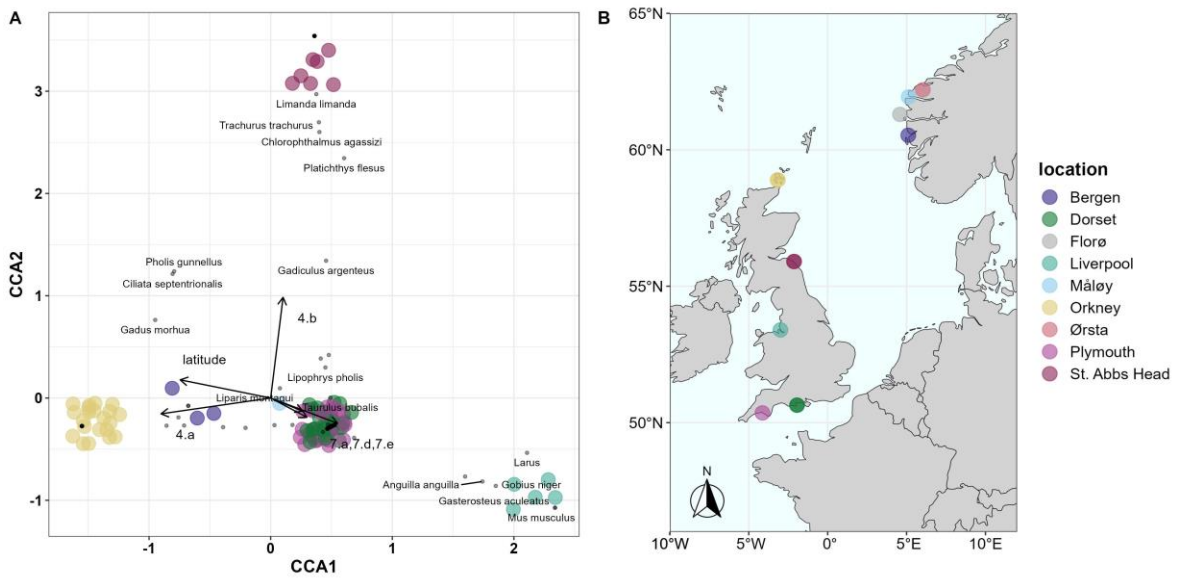 A
3
2
1
0
-1
CCA2
Limanda limanda
Trachurus trachurus
Chlorophthalmus agassizi
Platichthys flesus
Pholis gunnellus
Ciliata septentrionalis
Gadiculus argenteus
Gadus morhua
4.b
latitude
Lipophrys pholis
Liparis montagui
Taurulus bubalis
4.a
7.a,7.d,7.e
Larus
Anguilla anguilla
Gobius niger
Gasterosteus aculeatus
Mus musculus
-1
0
1
2
CCA1
B
65°N
60°N
55°N
50°N
N
10°W
5°W
0°
5°E
10°E
location
Bergen
Dorset
Florø
Liverpool
Måløy
Orkney
Ørsta
Plymouth
St. Abbs Head